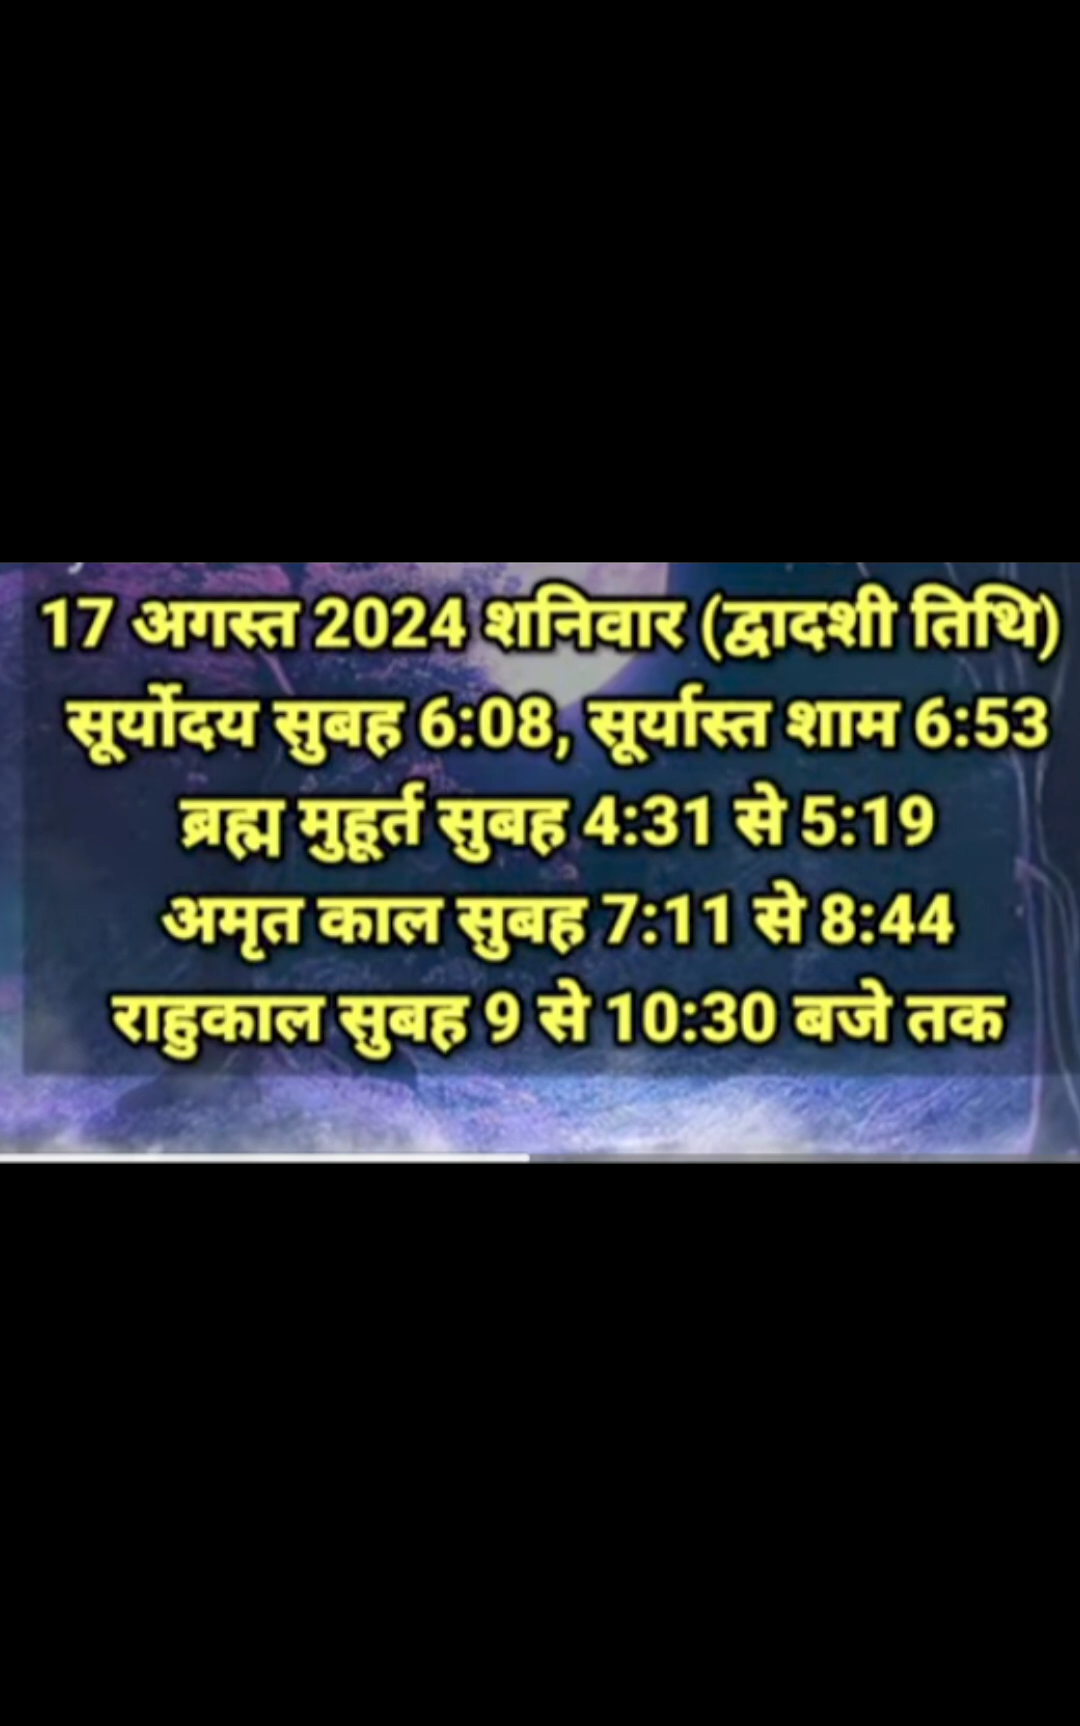 17 अगस्त 2024 शनिवार (द्वादशी तिथि)
सूर्योदय सुबह 6:08, सूर्यास्त शाम 6:53
ब्रह्म मुहूर्त सुबह 4:31 से 5:19
अमृत काल सुबह 7:11 से 8:44
राहुकाल सुबह 9 से 10:30 बजे तक